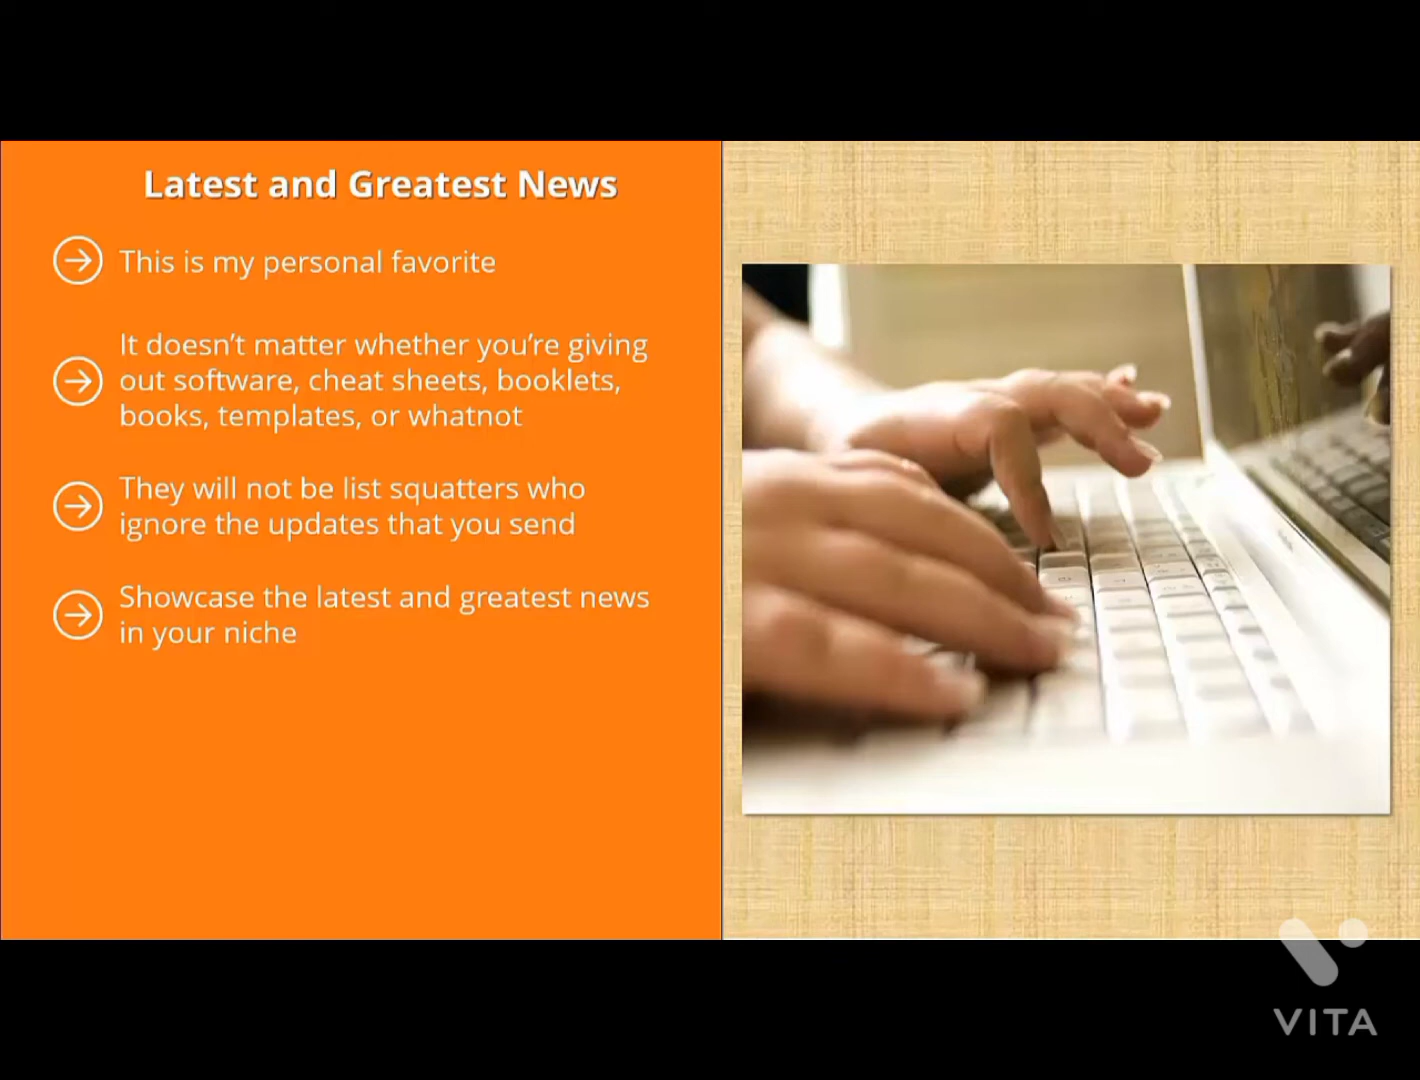 Latest and Greatest News
This is my personal favorite
It doesn’t matter whether you’re giving
out software, cheat sheets, booklets,
books, templates, or whatnot
They will not be list squatters who
ignore the updates that you send
Showcase the latest and greatest news
in your niche
VITA